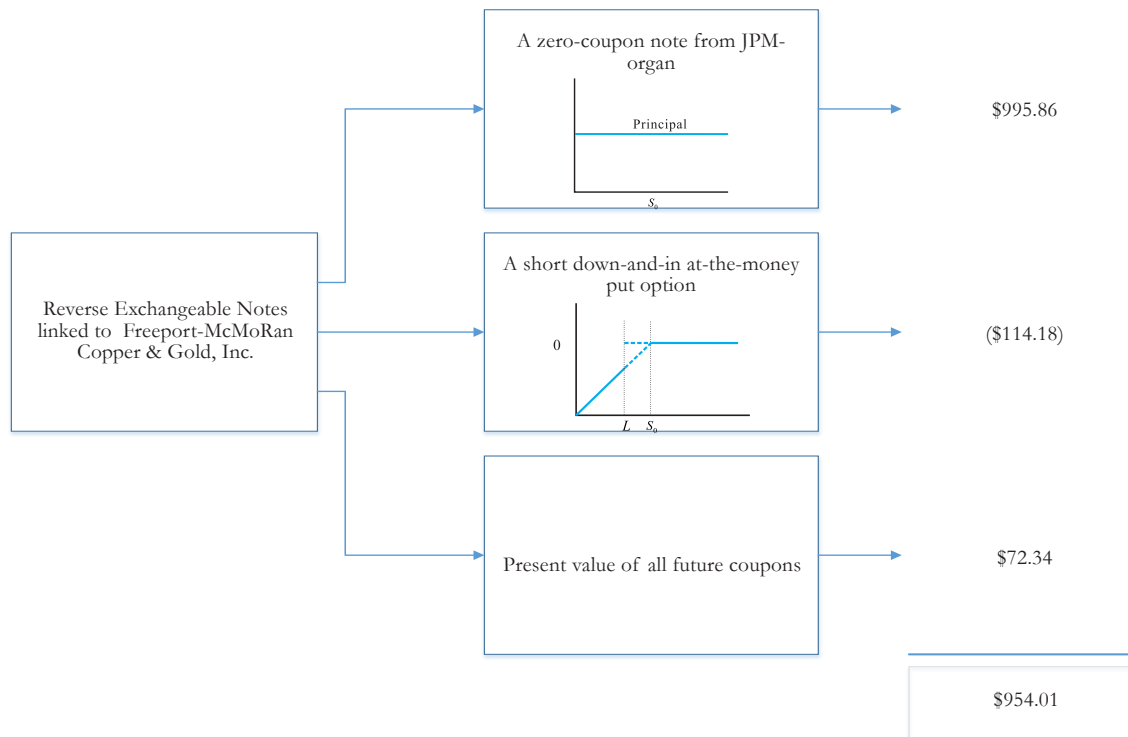 A zero-coupon note from JPM-
organ
Principal
S₀
$995.86
Reverse Exchangeable Notes
linked to Freeport-McMoRan
Copper & Gold, Inc.
A short down-and-in at-the-money
put option
0
L S₀
($114.18)
Present value of all future coupons
$72.34
$954.01